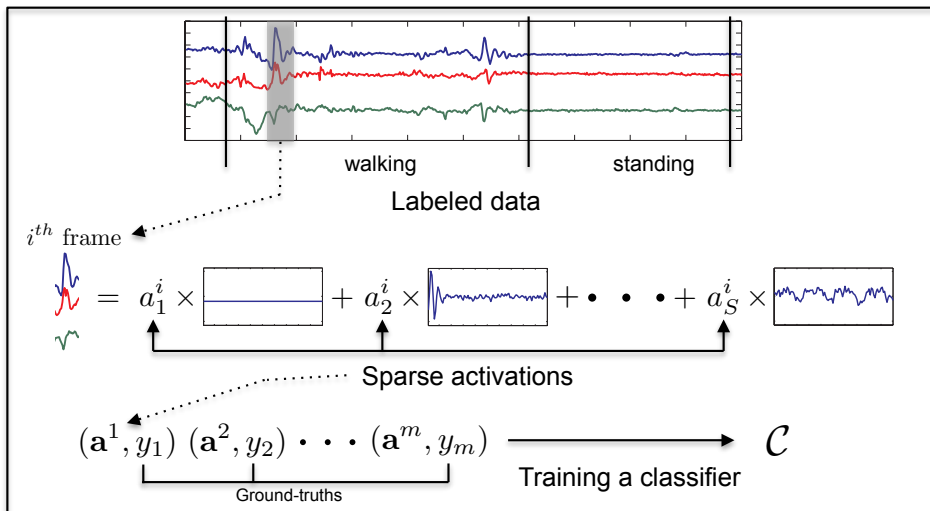 walking standing
Labeled data
i^{th} frame
= a_1^i × + a_2^i × + • • • + a_S^i ×
Sparse activations
(𝐚^1, y_1) (𝐚^2, y_2) • • • (𝐚^m, y_m) 𝒞
Training a classifier
Ground-truths